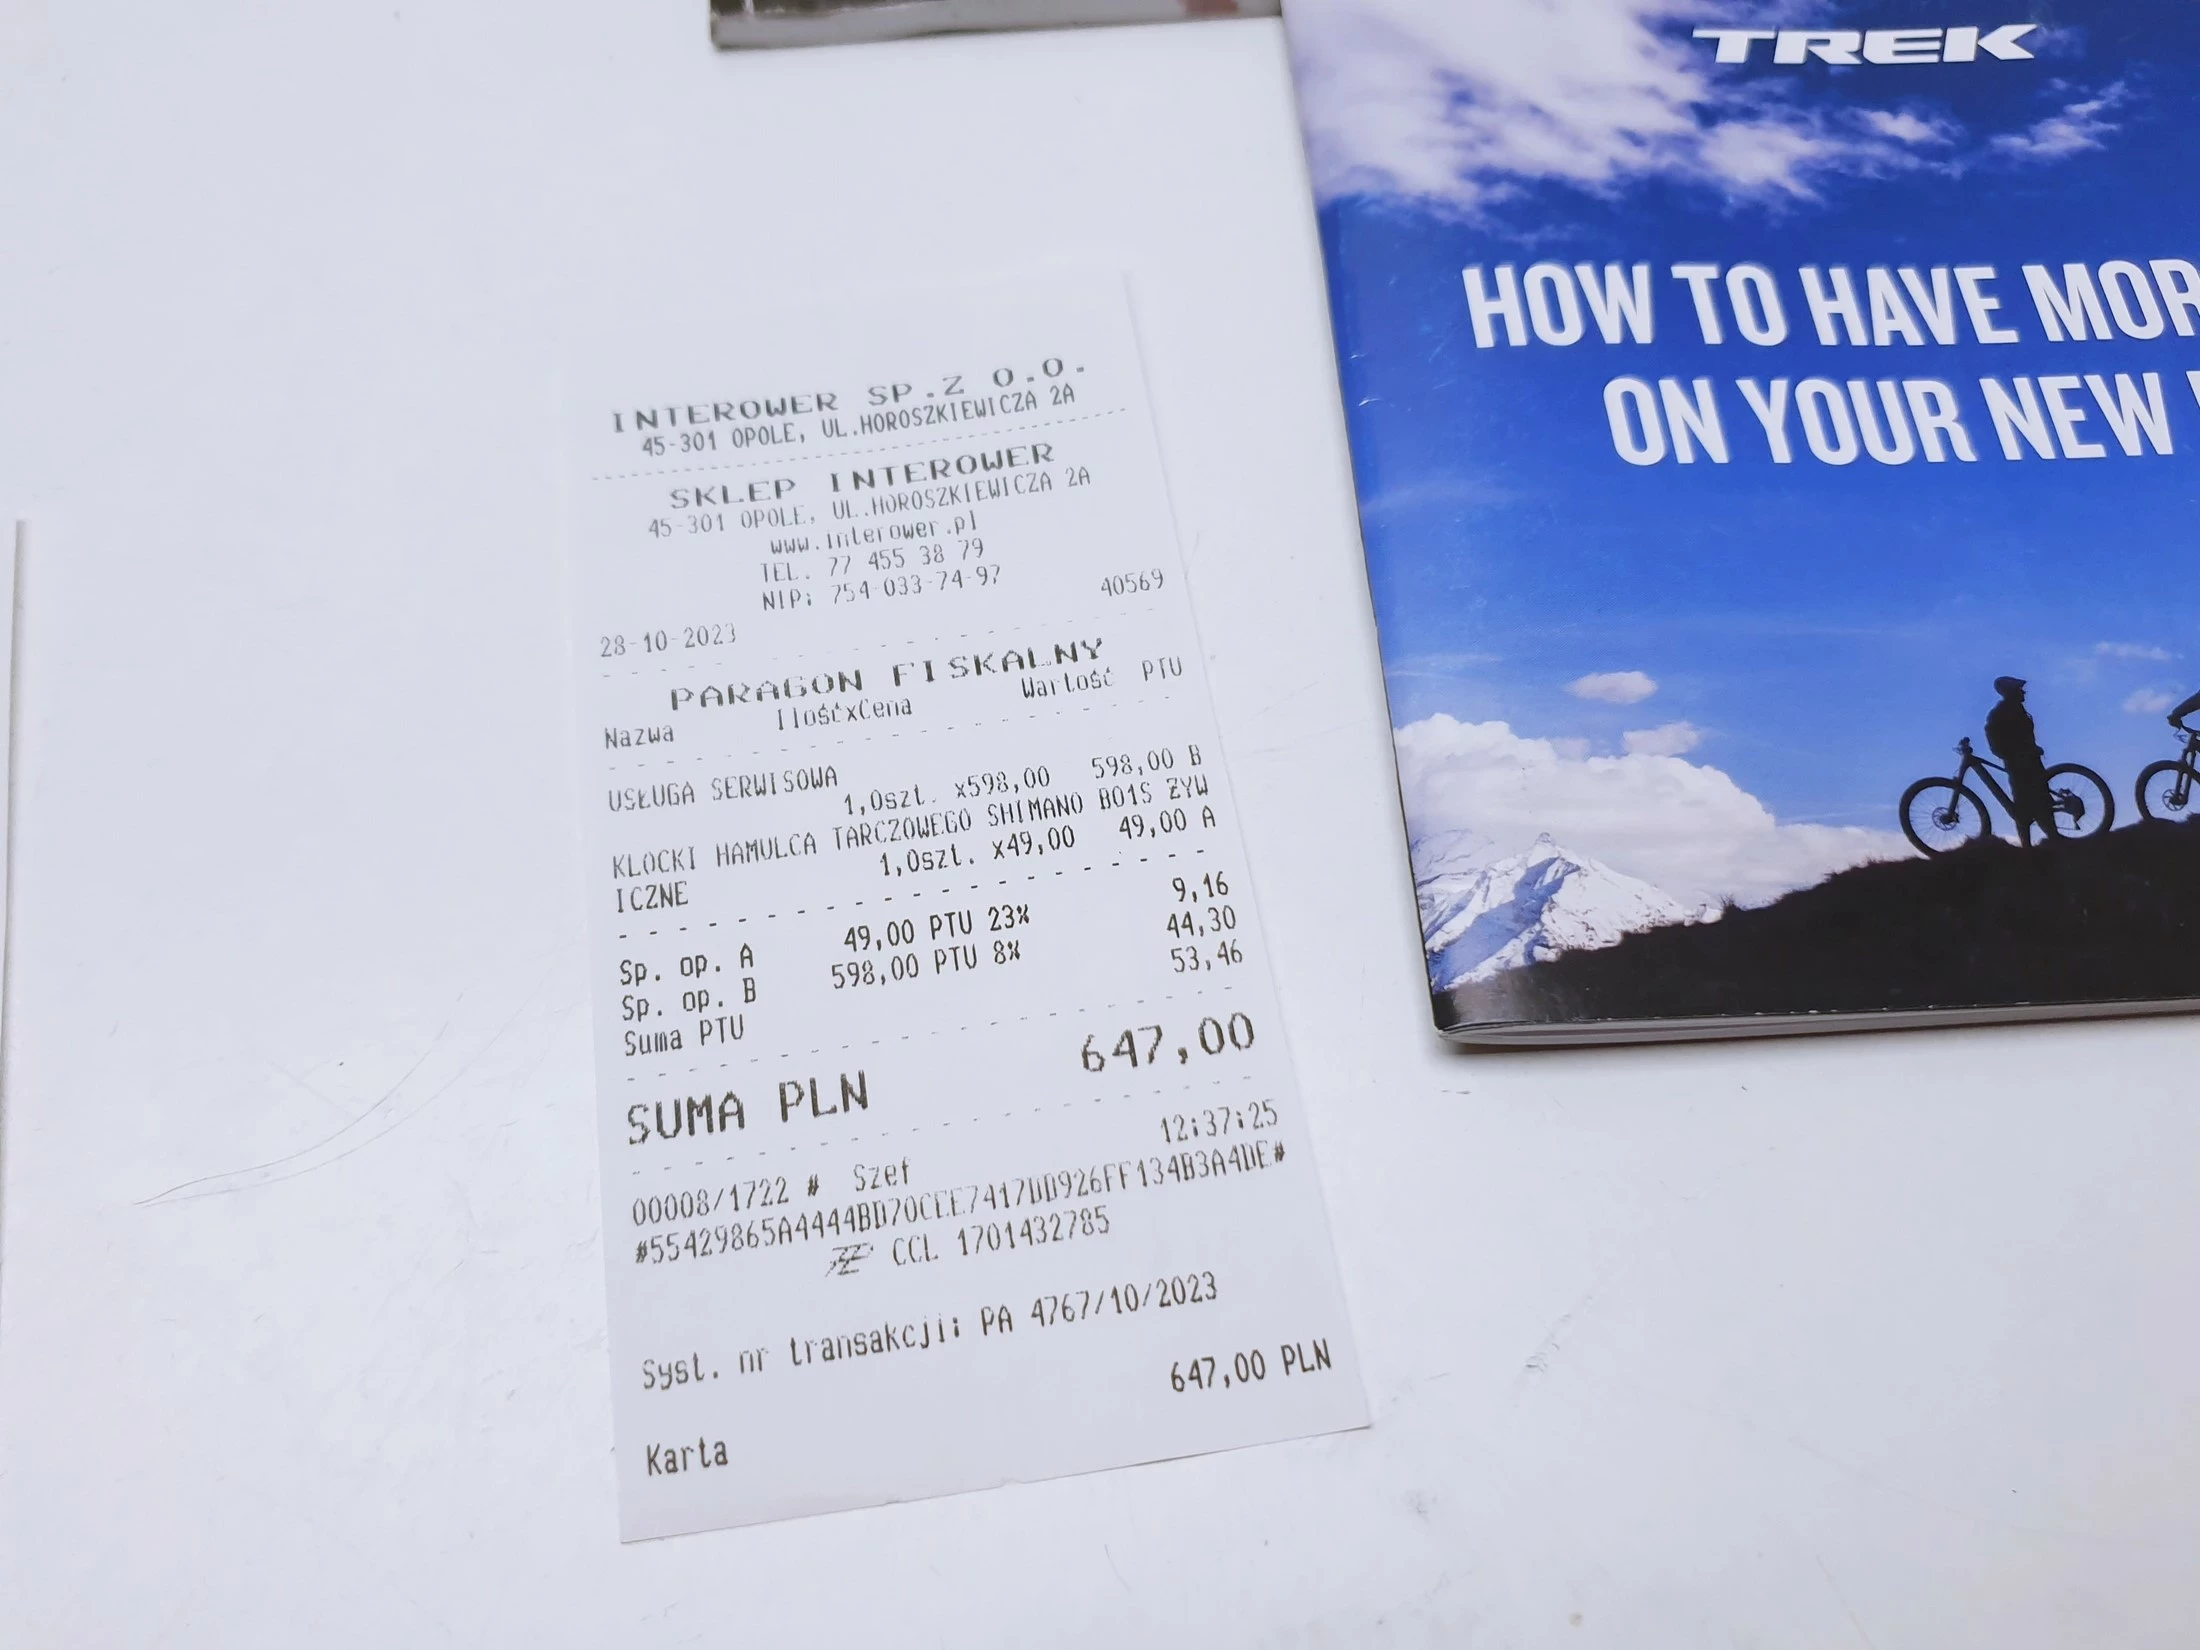 INTEROWER SP.Z O.O.
45-301 OPOLE, UL.HOROSZKIEWICZA 2A
SKLEP INTEROWER
45-301 OPOLE, UL.HOROSZKIEWICZA 2A
www.interower.pl
TEL. 77 455 38 79
NIP: 754-033-74-97
28-10-2023 40569
PARAGON FISKALNY
Nazwa IlośćxCena Wartość PTU
USŁUGA SERWISOWA
1,0szt. x598,00 598,00 B
KLOCKI HAMULCA TARCZOWEGO SHIMANO B01S ŻYW
ICZNE 1,0szt. x49,00 49,00 A
Sp. op. A 49,00 PTU 23% 9,16
Sp. op. B 598,00 PTU 8% 44,30
Suma PTU 53,46
SUMA PLN 647,00
00008/1722 # Szef 12:37:25
#55429865A4444BD70CEE7417DD926FF134B3A4DE#
CCL 1701432785
Syst. nr transakcji: PA 4767/10/2023
Karta 647,00 PLN
TREK
HOW TO HAVE MOR
ON YOUR NEW